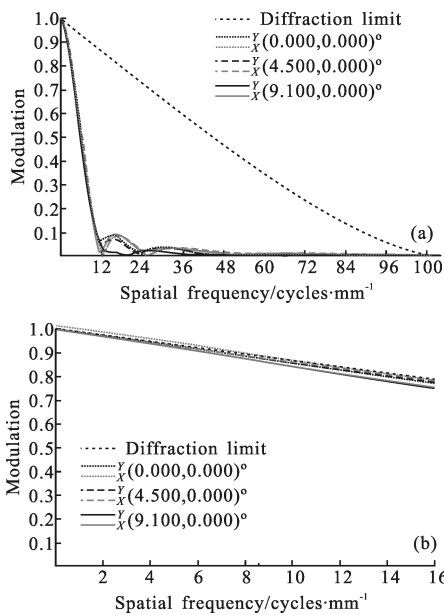 1.0
0.9
0.8
0.7
0.6
0.5
0.4
0.3
0.2
0.1
Modulation
Diffraction limit
Y X (0.000,0.000)º
Y X (4.500,0.000)º
Y X (9.100,0.000)º
(a)
12 24 36 48 60 72 84 96 100
Spatial frequency/cycles·mm⁻¹
1.0
0.9
0.8
0.7
0.6
0.5
0.4
0.3
0.2
0.1
Modulation
Diffraction limit
Y X (0.000,0.000)º
Y X (4.500,0.000)º
Y X (9.100,0.000)º
(b)
2 4 6 8 10 12 14 16
Spatial frequency/cycles·mm⁻¹